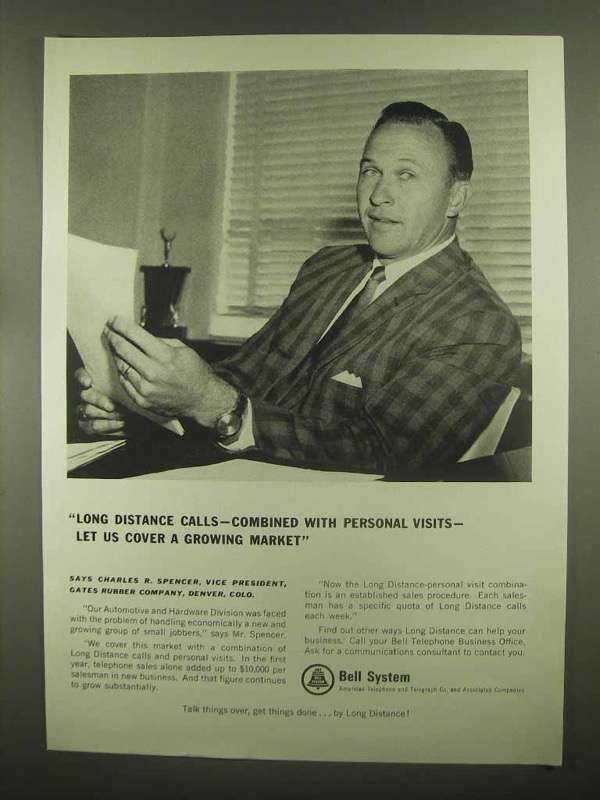 "LONG DISTANCE CALLS—COMBINED WITH PERSONAL VISITS—
LET US COVER A GROWING MARKET"
SAYS CHARLES R. SPENCER, VICE PRESIDENT,
GATES RUBBER COMPANY, DENVER, COLO.
"Our Automotive and Hardware Division was faced
with the problem of handling economically a new and
growing group of small jobbers," says Mr. Spencer.
"We cover this market with a combination of
Long Distance calls and personal visits. In the first
year, telephone sales alone added up to $10,000 per
salesman in new business. And that figure continues
to grow substantially.
"Now the Long Distance-personal visit combina-
tion is an established sales procedure. Each sales-
man has a specific quota of Long Distance calls
each week."
Find out other ways Long Distance can help your
business. Call your Bell Telephone Business Office.
Ask for a communications consultant to contact you.
Bell System
American Telephone and Telegraph Co. and Associated Companies
Talk things over, get things done . . . by Long Distance!